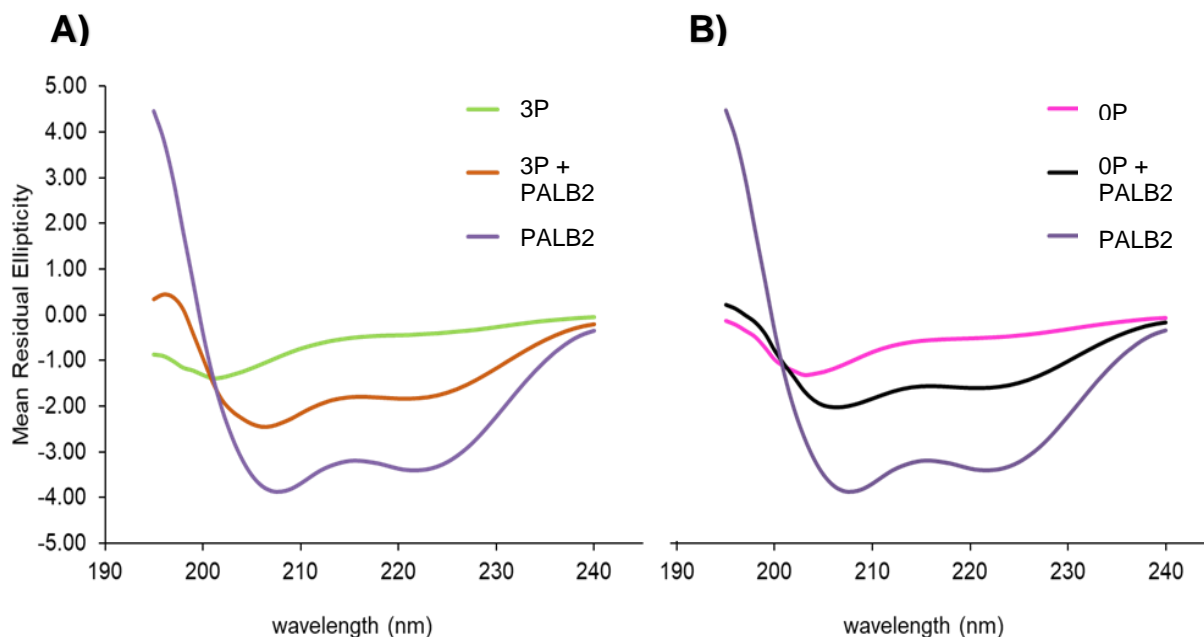 A)
5.00
4.00
3.00
2.00
1.00
0.00
-1.00
-2.00
-3.00
-4.00
-5.00
Mean Residual Ellipticity
190 200 210 220 230 240
wavelength (nm)
3P
3P +
PALB2
PALB2
B)
190 200 210 220 230 240
wavelength (nm)
0P
0P +
PALB2
PALB2